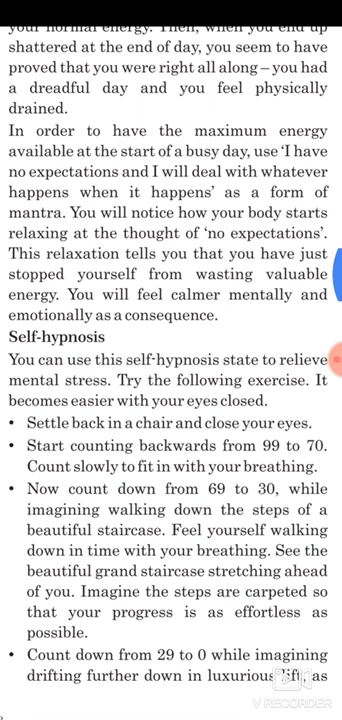 your normal energy. Then, when you end up
shattered at the end of day, you seem to have
proved that you were right all along – you had
a dreadful day and you feel physically
drained.
In order to have the maximum energy
available at the start of a busy day, use 'I have
no expectations and I will deal with whatever
happens when it happens' as a form of
mantra. You will notice how your body starts
relaxing at the thought of 'no expectations'.
This relaxation tells you that you have just
stopped yourself from wasting valuable
energy. You will feel calmer mentally and
emotionally as a consequence.
Self-hypnosis
You can use this self-hypnosis state to relieve
mental stress. Try the following exercise. It
becomes easier with your eyes closed.
• Settle back in a chair and close your eyes.
• Start counting backwards from 99 to 70.
Count slowly to fit in with your breathing.
• Now count down from 69 to 30, while
imagining walking down the steps of a
beautiful staircase. Feel yourself walking
down in time with your breathing. See the
beautiful grand staircase stretching ahead
of you. Imagine the steps are carpeted so
that your progress is as effortless as
possible.
• Count down from 29 to 0 while imagining
drifting further down in luxurious lift, as
V RECORDER